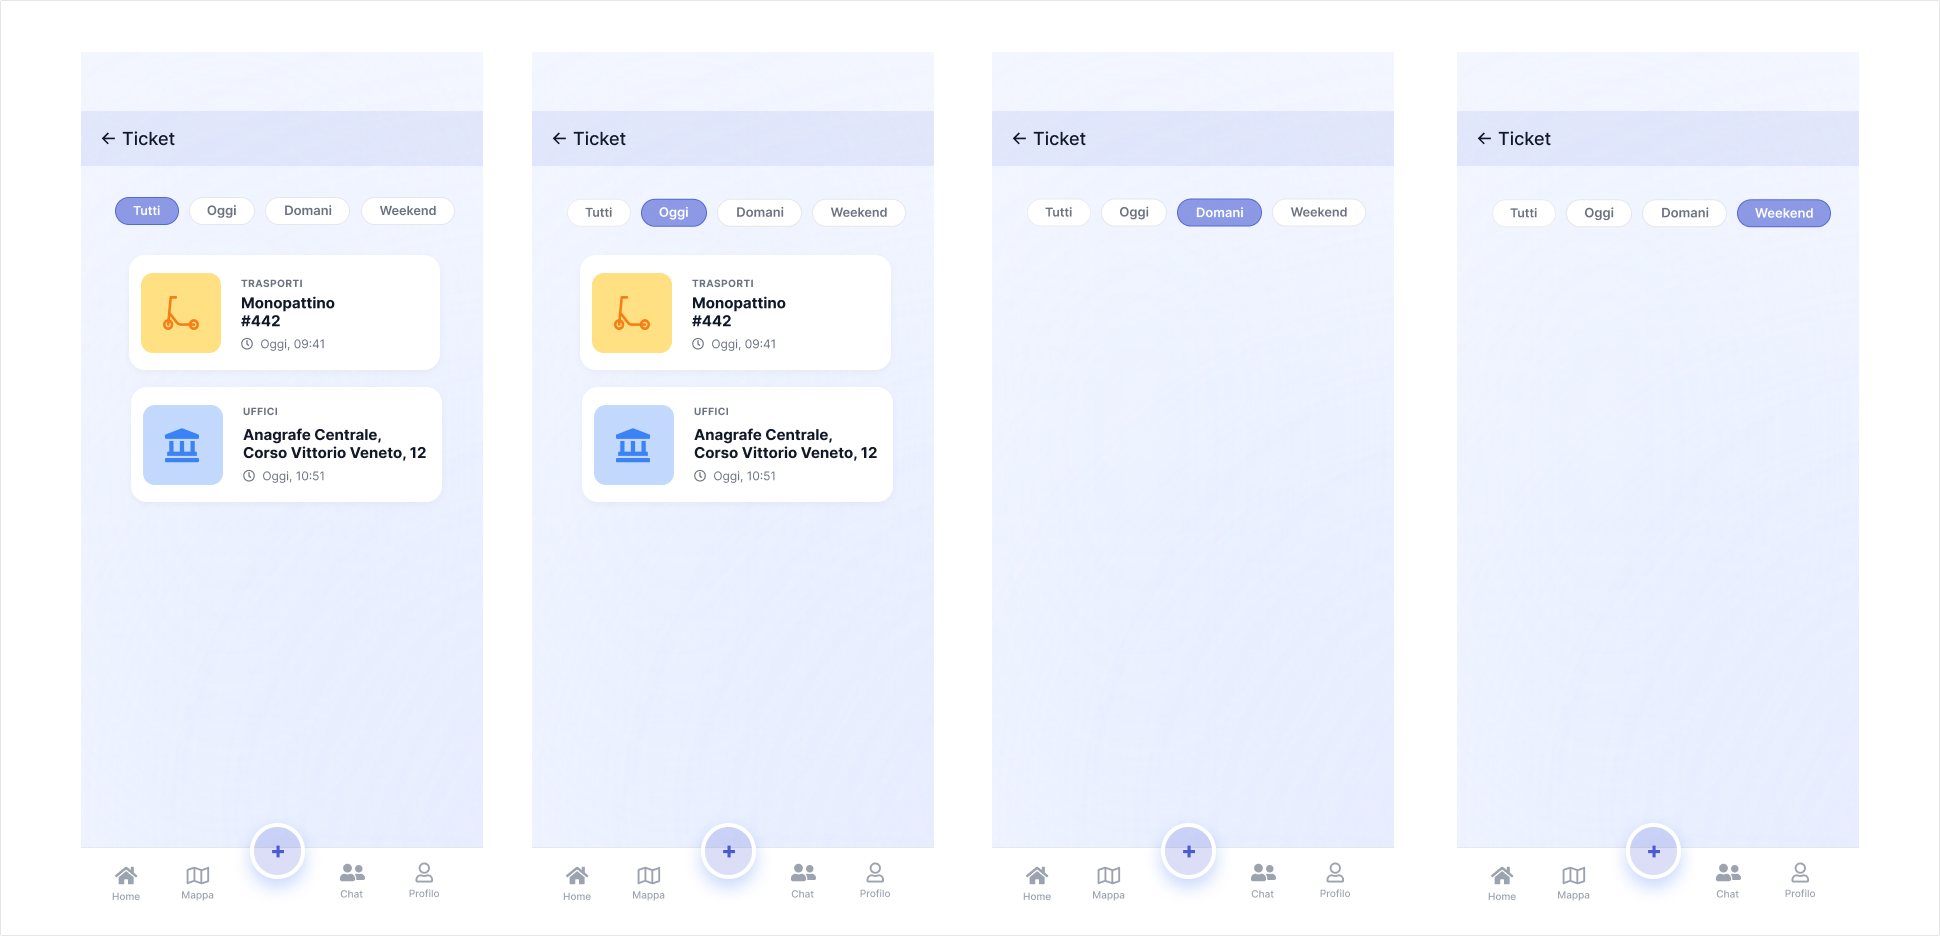 Ticket
Tutti
Oggi
Domani
Weekend
TRASPORTI
Monopattino
#442
Oggi, 09:41
UFFICI
Anagrafe Centrale,
Corso Vittorio Veneto, 12
Oggi, 10:51
Home
Mappa
+
Chat
Profilo
Ticket
Tutti
Oggi
Domani
Weekend
TRASPORTI
Monopattino
#442
Oggi, 09:41
UFFICI
Anagrafe Centrale,
Corso Vittorio Veneto, 12
Oggi, 10:51
Home
Mappa
+
Chat
Profilo
Ticket
Tutti
Oggi
Domani
Weekend
Home
Mappa
+
Chat
Profilo
Ticket
Tutti
Oggi
Domani
Weekend
Home
Mappa
+
Chat
Profilo